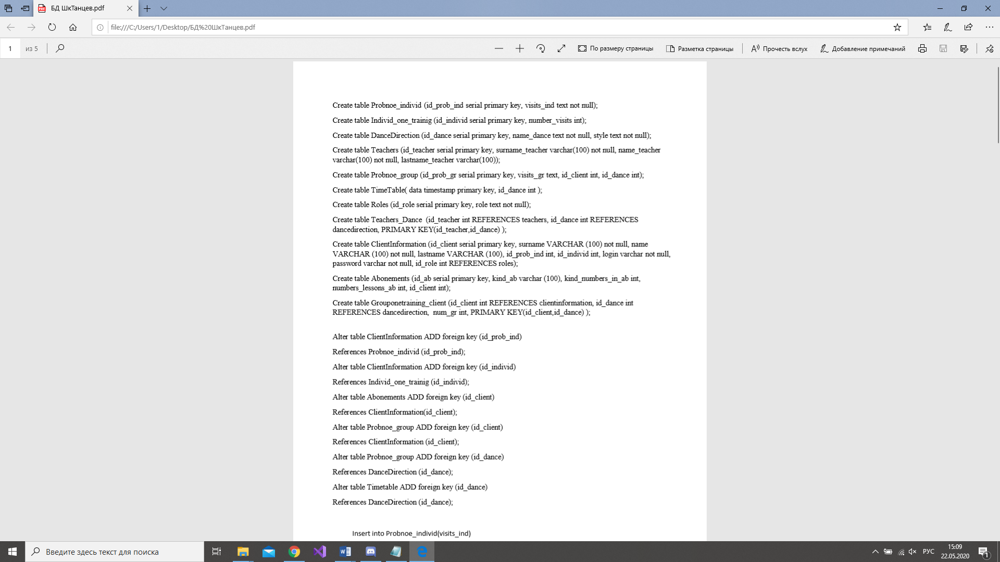 БД ШкТанцев.pdf
file:///C:/Users/1/Desktop/БД%20ШкТанцев.pdf
1 из 5
По размеру страницы
Разметка страницы
Прочесть вслух
Добавление примечаний
Create table Probnoe_individ (id_prob_ind serial primary key, visits_ind text not null);
Create table Individ_one_trainig (id_individ serial primary key, number_visits int);
Create table DanceDirection (id_dance serial primary key, name_dance text not null, style text not null);
Create table Teachers (id_teacher serial primary key, surname_teacher varchar(100) not null, name_teacher
varchar(100) not null, lastname_teacher varchar(100));
Create table Probnoe_group (id_prob_gr serial primary key, visits_gr text, id_client int, id_dance int);
Create table TimeTable( data timestamp primary key, id_dance int );
Create table Roles (id_role serial primary key, role text not null);
Create table Teachers_Dance  (id_teacher int REFERENCES teachers, id_dance int REFERENCES
dancedirection, PRIMARY KEY(id_teacher,id_dance) );
Create table ClientInformation (id_client serial primary key, surname VARCHAR (100) not null, name
VARCHAR (100) not null, lastname VARCHAR (100), id_prob_ind int, id_individ int, login varchar not null,
password varchar not null, id_role int REFERENCES roles);
Create table Abonements (id_ab serial primary key, kind_ab varchar (100), kind_numbers_in_ab int,
numbers_lessons_ab int, id_client int);
Create table Grouponetraining_client (id_client int REFERENCES clientinformation, id_dance int
REFERENCES dancedirection,  num_gr int, PRIMARY KEY(id_client,id_dance) );
Alter table ClientInformation ADD foreign key (id_prob_ind)
References Probnoe_individ (id_prob_ind);
Alter table ClientInformation ADD foreign key (id_individ)
References Individ_one_trainig (id_individ);
Alter table Abonements ADD foreign key (id_client)
References ClientInformation(id_client);
Alter table Probnoe_group ADD foreign key (id_client)
References ClientInformation (id_client);
Alter table Probnoe_group ADD foreign key (id_dance)
References DanceDirection (id_dance);
Alter table Timetable ADD foreign key (id_dance)
References DanceDirection (id_dance);
Insert into Probnoe_individ(visits_ind)
Введите здесь текст для поиска
РУС
15:09
22.05.2020
1